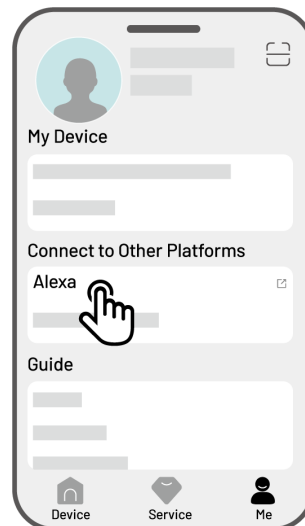 My Device
Connect to Other Platforms
Alexa
Guide
Device Service Me